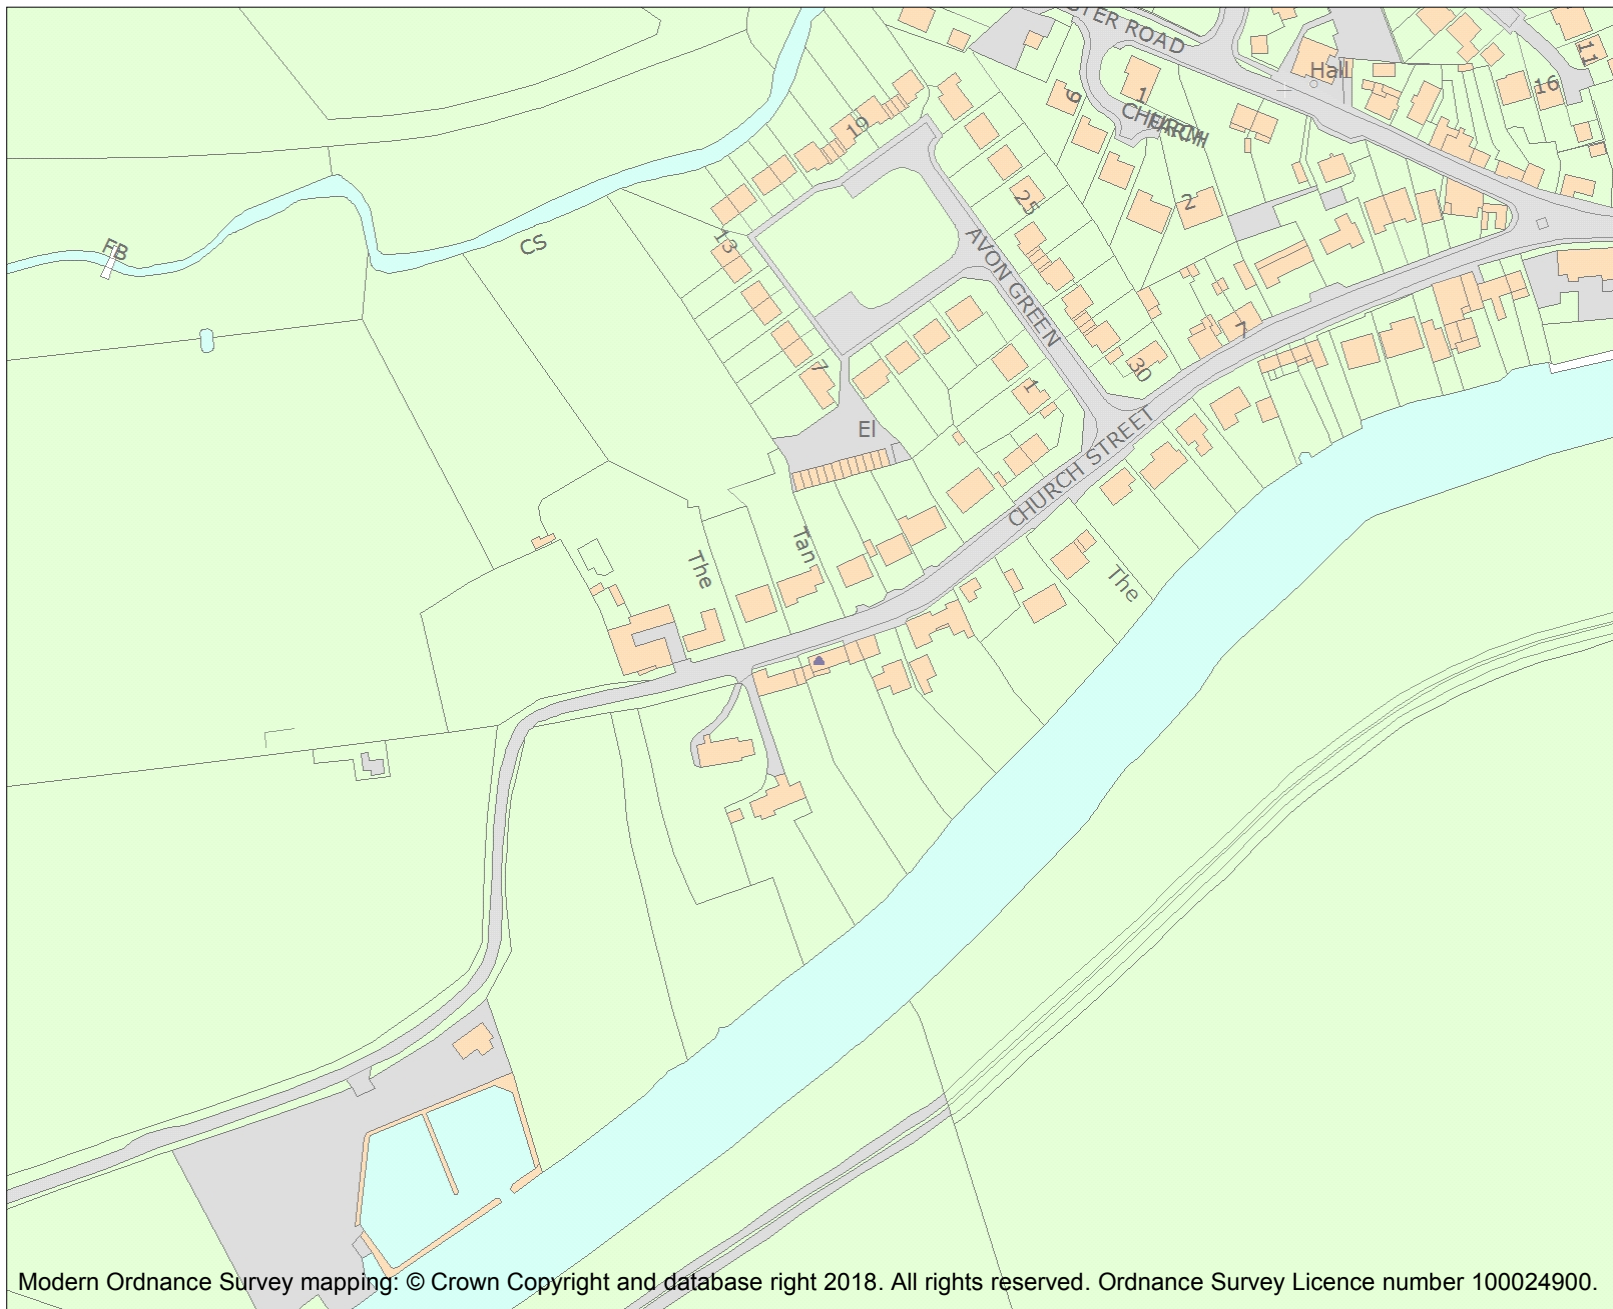 STER ROAD
Hall
11
16
19
9
1
CHURCH
2
25
13
FB
CS
AVON GREEN
7
30
7
1
El
CHURCH STREET
Tan
The
The
Modern Ordnance Survey mapping: © Crown Copyright and database right 2018. All rights reserved. Ordnance Survey Licence number 100024900.